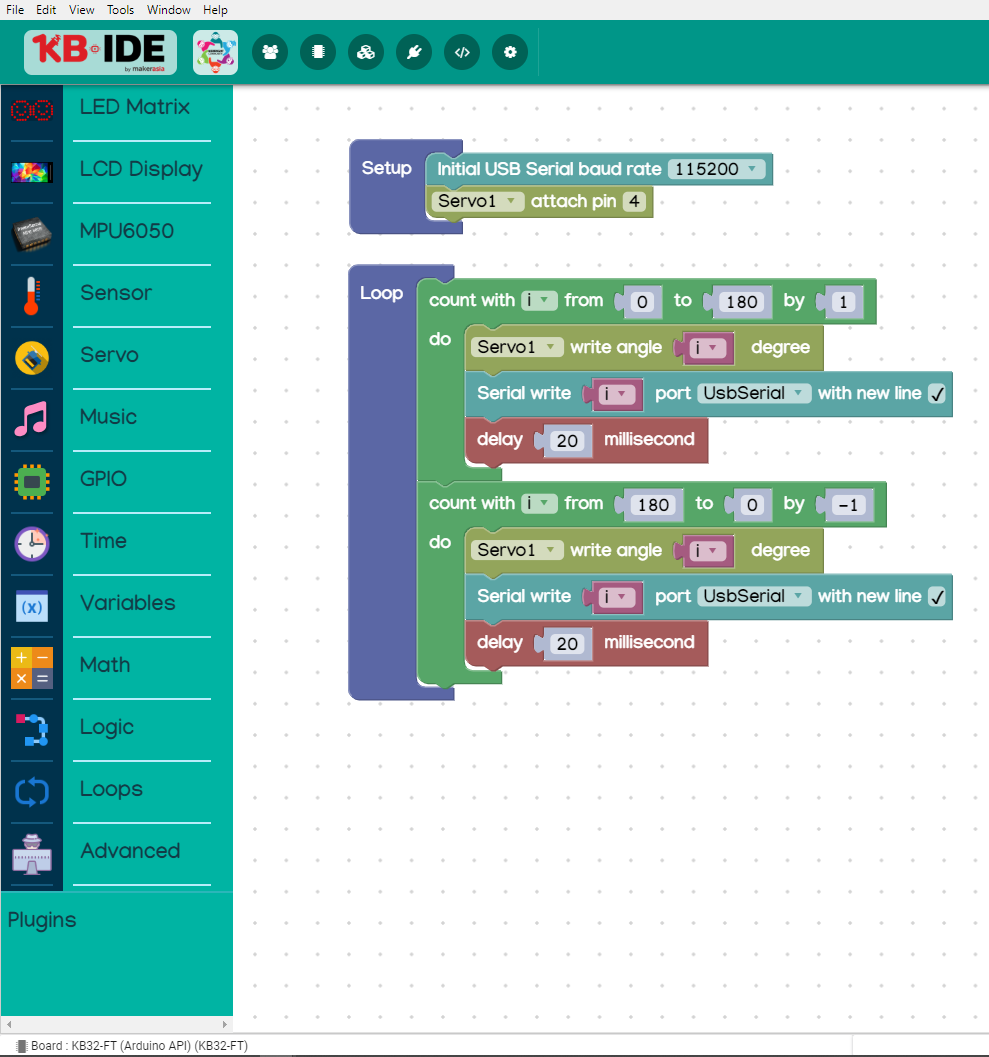 File Edit View Tools Window Help
KB IDE
by makerasia
LED Matrix
LCD Display
MPU6050
Sensor
Servo
Music
GPIO
Time
(x) Variables
Math
Logic
Loops
Advanced
Plugins
Setup Initial USB Serial baud rate 115200
Servo1 attach pin 4
Loop count with i from 0 to 180 by 1
do Servo1 write angle i degree
Serial write i port UsbSerial with new line ✓
delay 20 millisecond
count with i from 180 to 0 by -1
do Servo1 write angle i degree
Serial write i port UsbSerial with new line ✓
delay 20 millisecond
Board : KB32-FT (Arduino API) (KB32-FT)